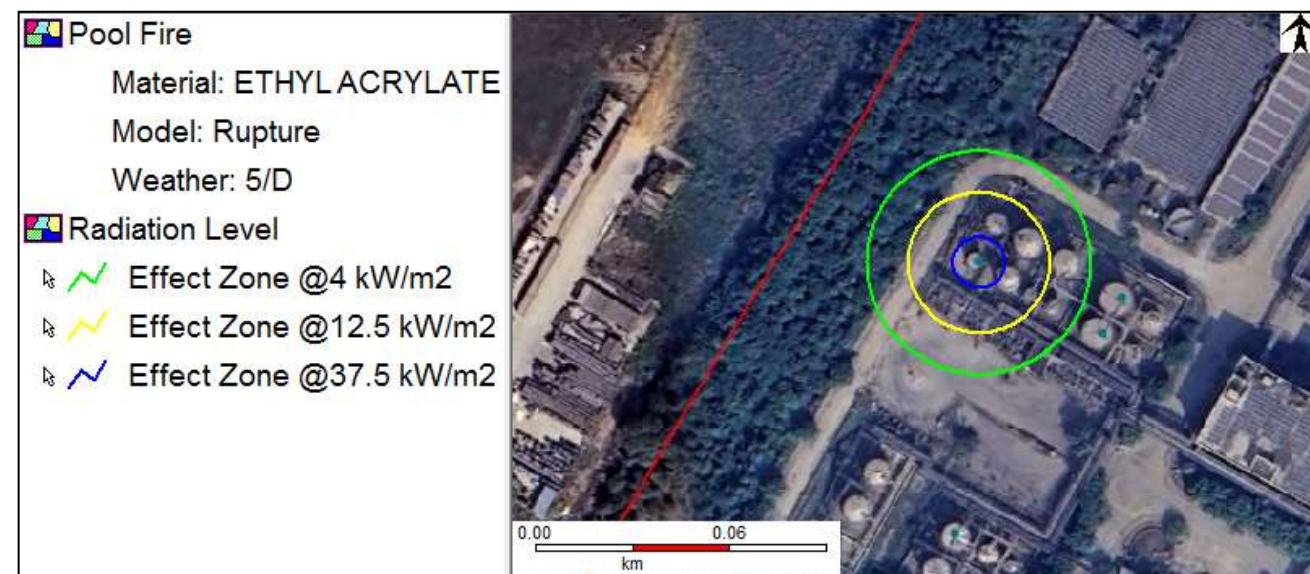 Pool Fire
Material: ETHYL ACRYLATE
Model: Rupture
Weather: 5/D
Radiation Level
Effect Zone @4 kW/m2
Effect Zone @12.5 kW/m2
Effect Zone @37.5 kW/m2
0.00 0.06
km